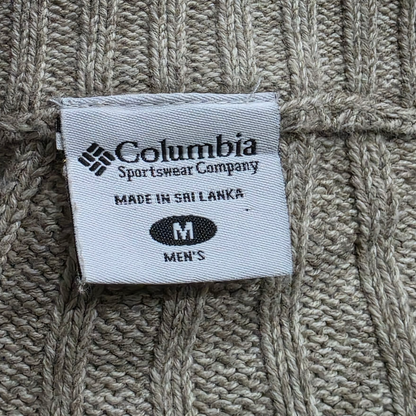 Columbia
Sportswear Company
MADE IN SRI LANKA
M
MEN'S